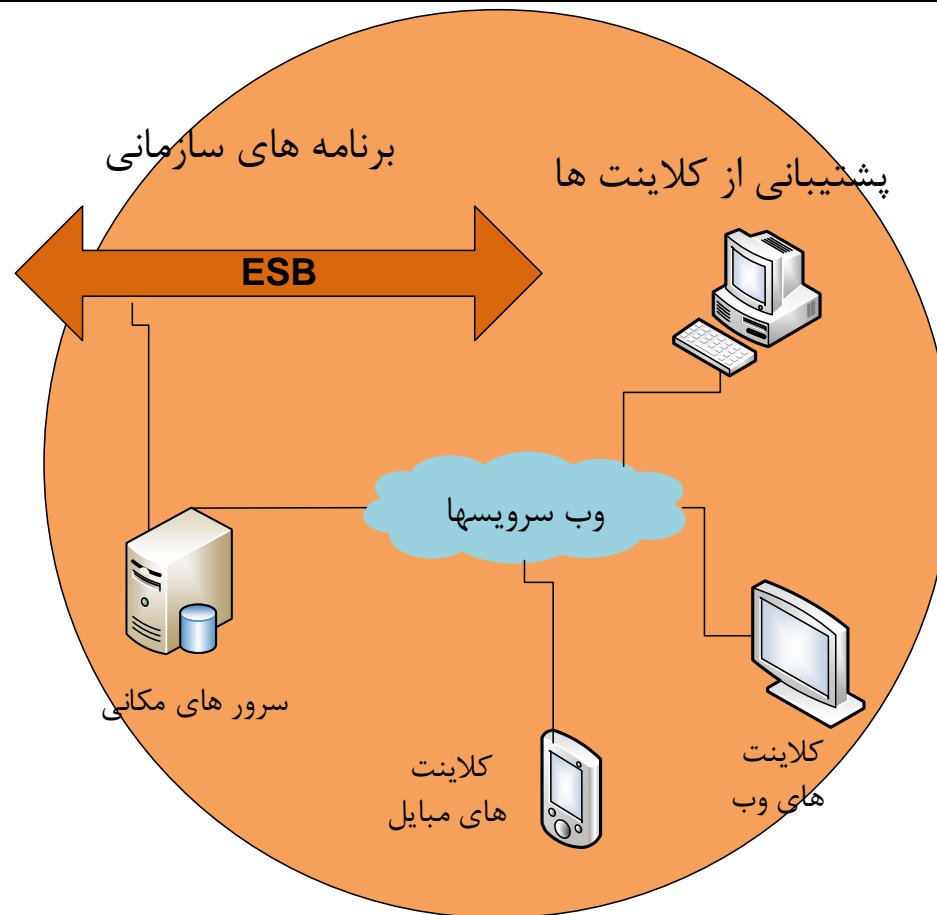 برنامه های سازمانی
پشتیبانی از کلاینت ها
ESB
وب سرویسها
سرور های مکانی
کلاینت
های وب
کلاینت
های مبایل